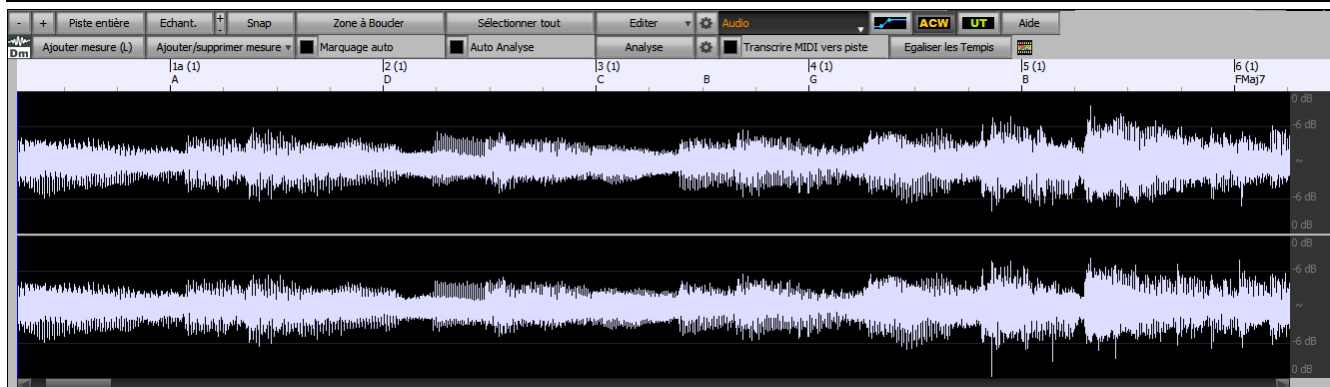 - + Piste entière Echant. + - Snap Zone à Bouder Sélectionner tout Editer Audio ACW UT Aide
Dm Ajouter mesure (L) Ajouter/supprimer mesure Marquage auto Auto Analyse Analyse Transcrire MIDI vers piste Egaliser les Tempis
1a (1) 2 (1) 3 (1) 4 (1) 5 (1) 6 (1)
A D C B G B FMaj7
0 dB
-6 dB
~
-6 dB
0 dB
0 dB
-6 dB
~
-6 dB
0 dB